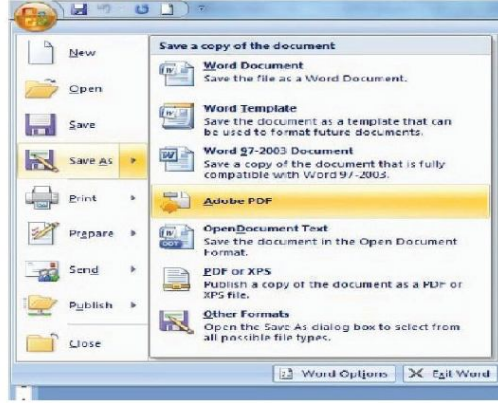 New
Open
Save
Save As
Print
Prepare
Send
Publish
Close
Save a copy of the document
Word Document
Save the file as a Word Document.
Word Template
Save the document as a template that can
be used to format future documents.
Word 97-2003 Document
Save a copy of the document that is fully
compatible with Word 97-2003.
Adobe PDF
OpenDocument Text
Save the document in the Open Document
Format.
PDF or XPS
Publish a copy of the document as a PDF or
XPS file.
Other Formats
Open the Save As dialog box to select from
all possible file types.
Word Options
Exit Word